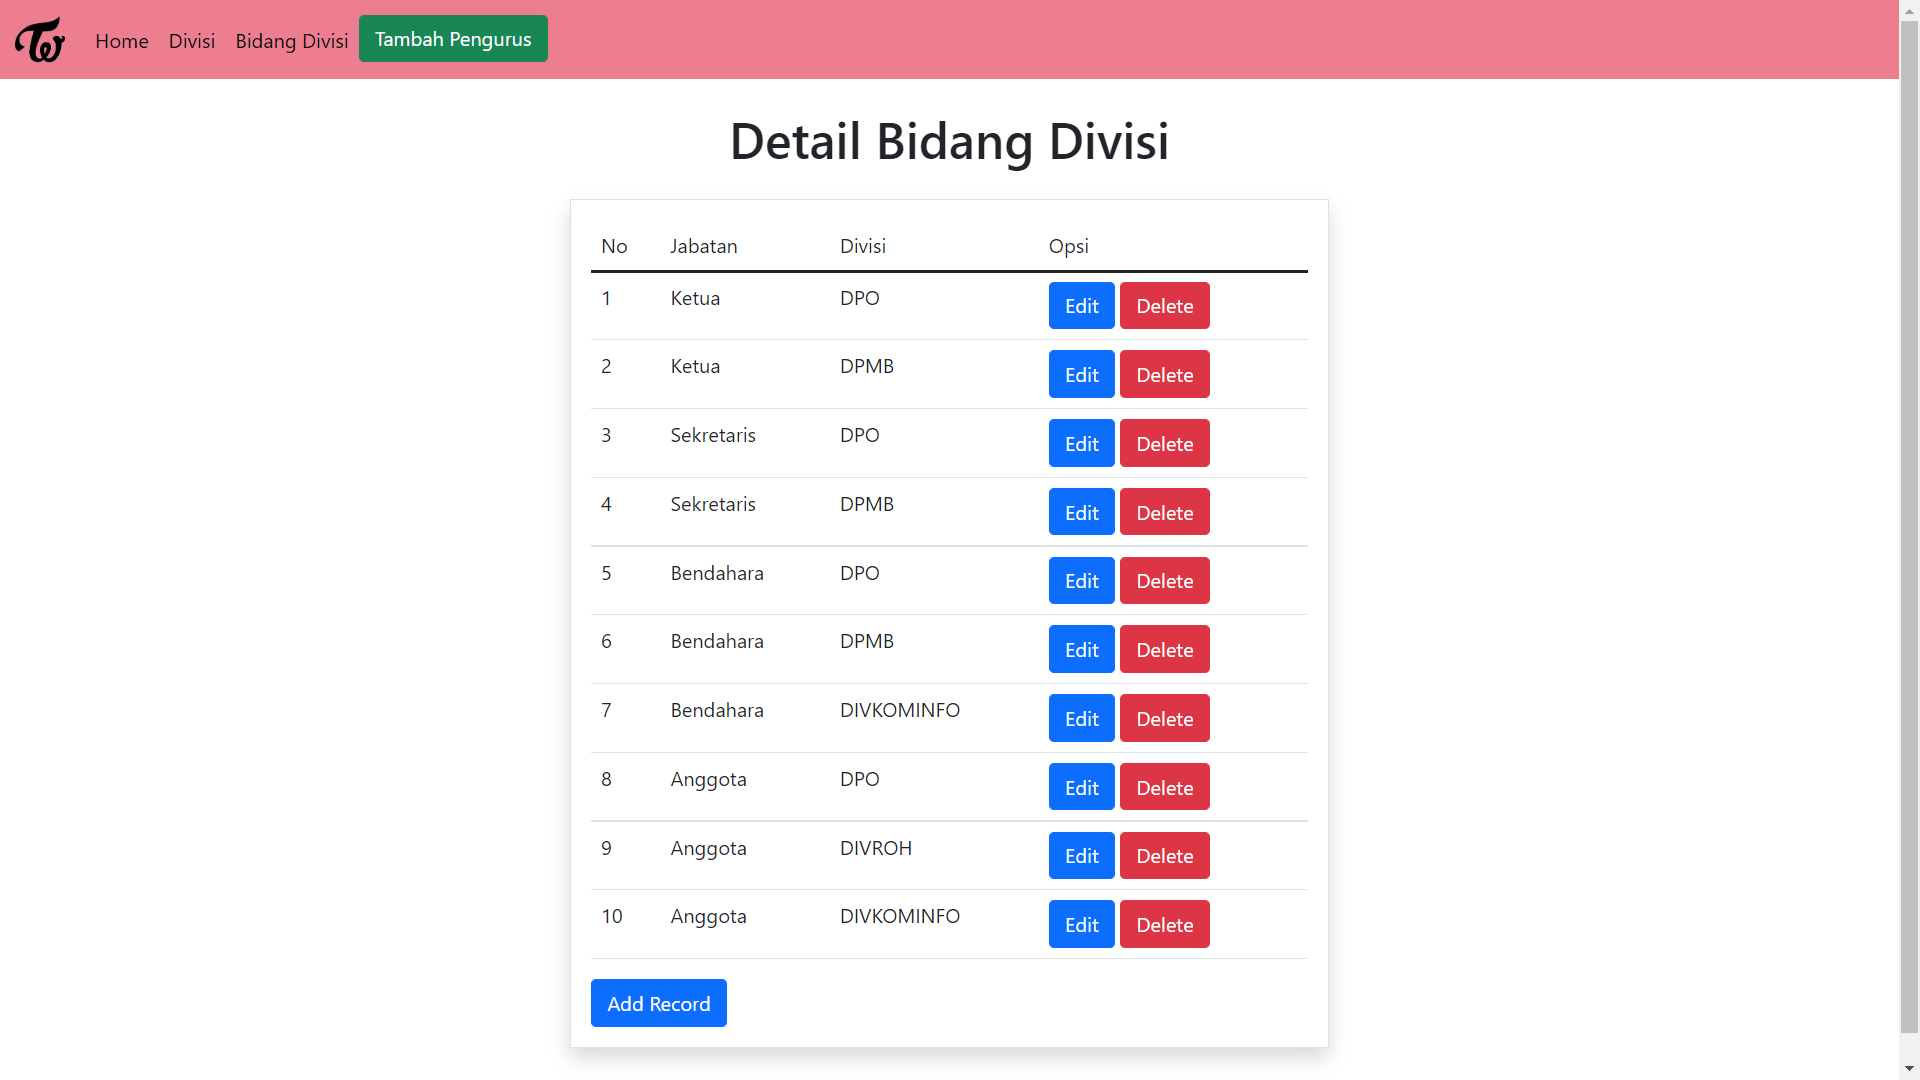 Tw
Home Divisi Bidang Divisi Tambah Pengurus
Detail Bidang Divisi
No Jabatan Divisi Opsi
1 Ketua DPO Edit Delete
2 Ketua DPMB Edit Delete
3 Sekretaris DPO Edit Delete
4 Sekretaris DPMB Edit Delete
5 Bendahara DPO Edit Delete
6 Bendahara DPMB Edit Delete
7 Bendahara DIVKOMINFO Edit Delete
8 Anggota DPO Edit Delete
9 Anggota DIVROH Edit Delete
10 Anggota DIVKOMINFO Edit Delete
Add Record